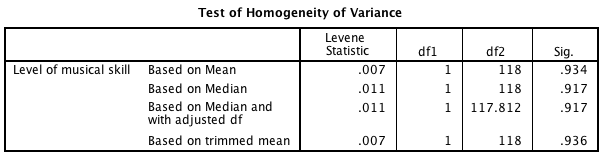 Test of Homogeneity of Variance
Levene Statistic df1 df2 Sig.
Level of musical skill Based on Mean .007 1 118 .934
Based on Median .011 1 118 .917
Based on Median and with adjusted df .011 1 117.812 .917
Based on trimmed mean .007 1 118 .936